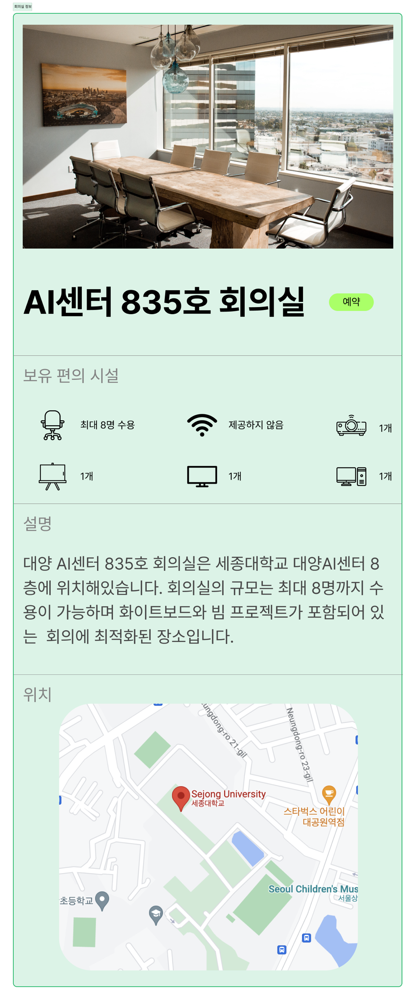 회의실 정보
AI센터 835호 회의실
예약
보유 편의 시설
최대 8명 수용
제공하지 않음
1개
1개
1개
1개
설명
대양 AI센터 835호 회의실은 세종대학교 대양AI센터 8
층에 위치해있습니다. 회의실의 규모는 최대 8명까지 수
용이 가능하며 화이트보드와 빔 프로젝트가 포함되어 있
는  회의에 최적화된 장소입니다.
위치
ungdong-ro 21-gil
Neungdong-ro 23-gil
Sejong University
세종대학교
스타벅스 어린이
대공원역점
Seoul Children's Mus
서울상
초등학교